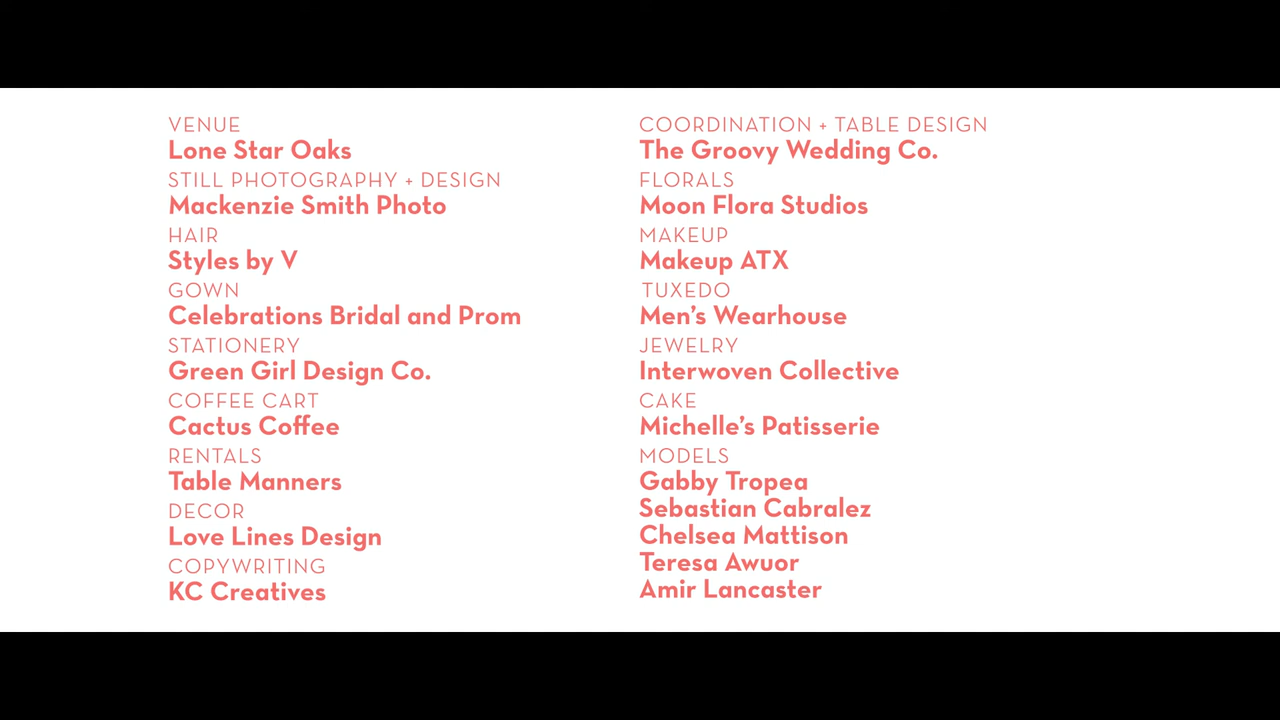 VENUE
Lone Star Oaks
STILL PHOTOGRAPHY + DESIGN
Mackenzie Smith Photo
HAIR
Styles by V
GOWN
Celebrations Bridal and Prom
STATIONERY
Green Girl Design Co.
COFFEE CART
Cactus Coffee
RENTALS
Table Manners
DECOR
Love Lines Design
COPYWRITING
KC Creatives
COORDINATION + TABLE DESIGN
The Groovy Wedding Co.
FLORALS
Moon Flora Studios
MAKEUP
Makeup ATX
TUXEDO
Men’s Wearhouse
JEWELRY
Interwoven Collective
CAKE
Michelle’s Patisserie
MODELS
Gabby Tropea
Sebastian Cabralez
Chelsea Mattison
Teresa Awuor
Amir Lancaster